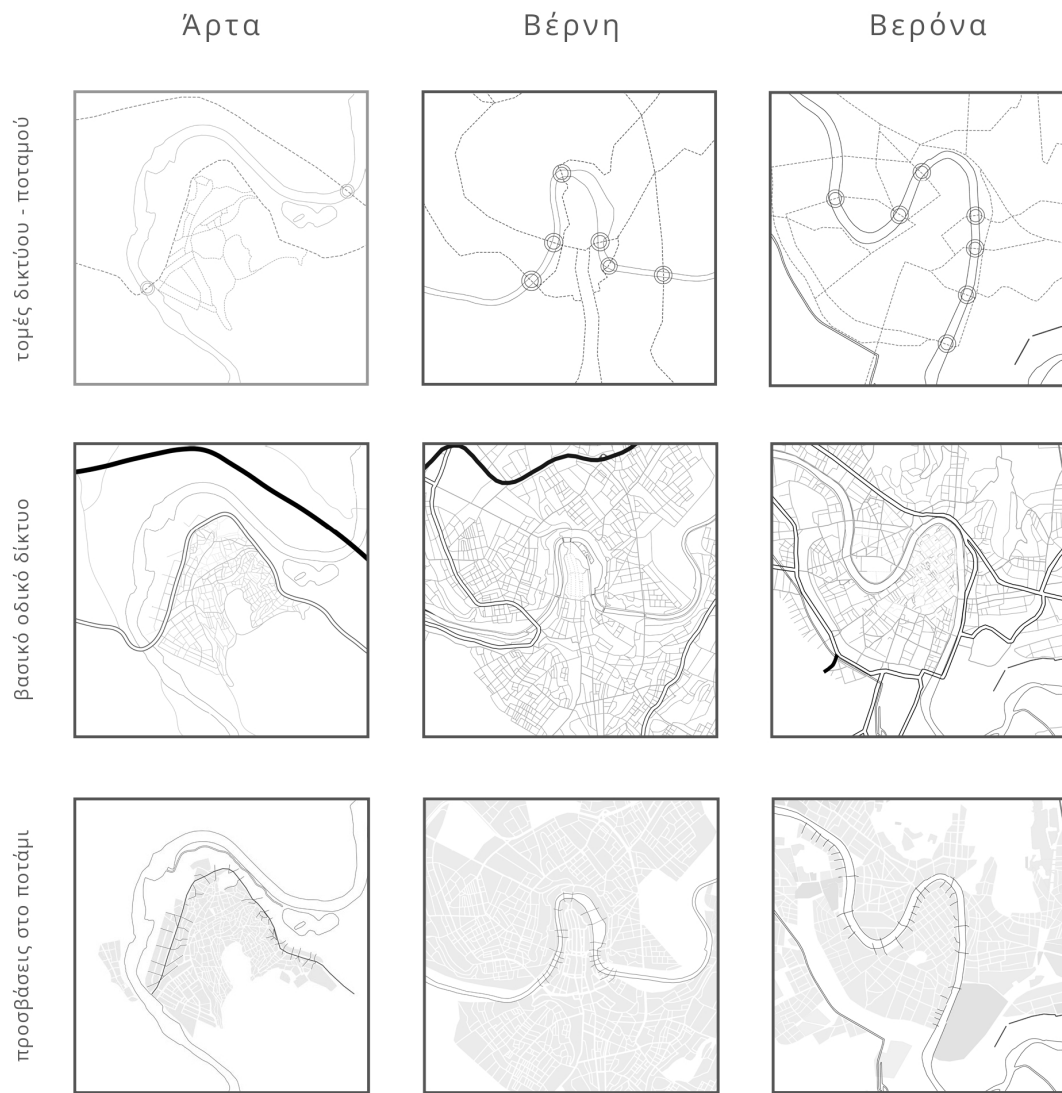 Άρτα
Βέρνη
Βερόνα
τομές δικτύου - ποταμού
βασικό οδικό δίκτυο
προσβάσεις στο ποτάμι